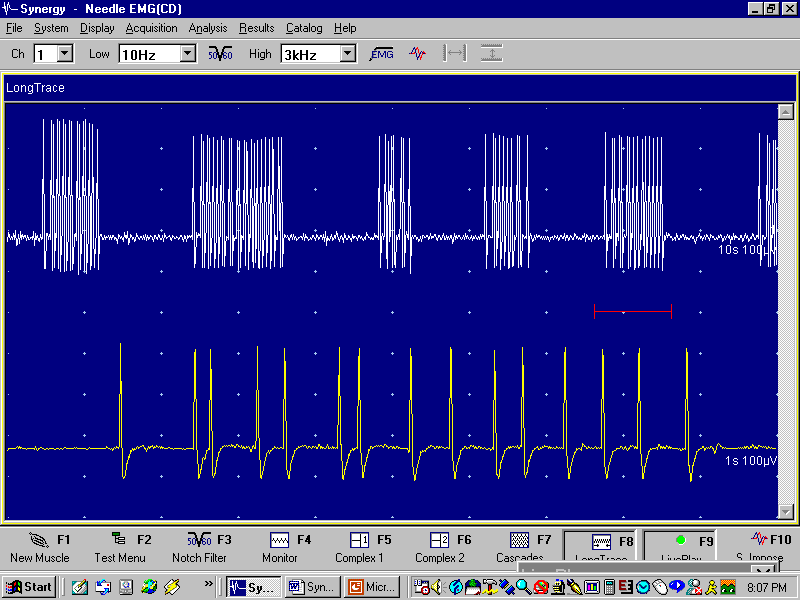 Synergy - Needle EMG(CD)
File System Display Acquisition Analysis Results Catalog Help
Ch 1 Low 10Hz 50/60 High 3kHz EMG
LongTrace
10s 100µ
1s 100µV
F1 F2 50/60 F3 F4 F5 F6 F7 F8 F9 F10
New Muscle Test Menu Notch Filter Monitor Complex 1 Complex 2 Cascades LongTrace LivePlay S.Impose
Start Sy... Syn... Micr... 8:07 PM